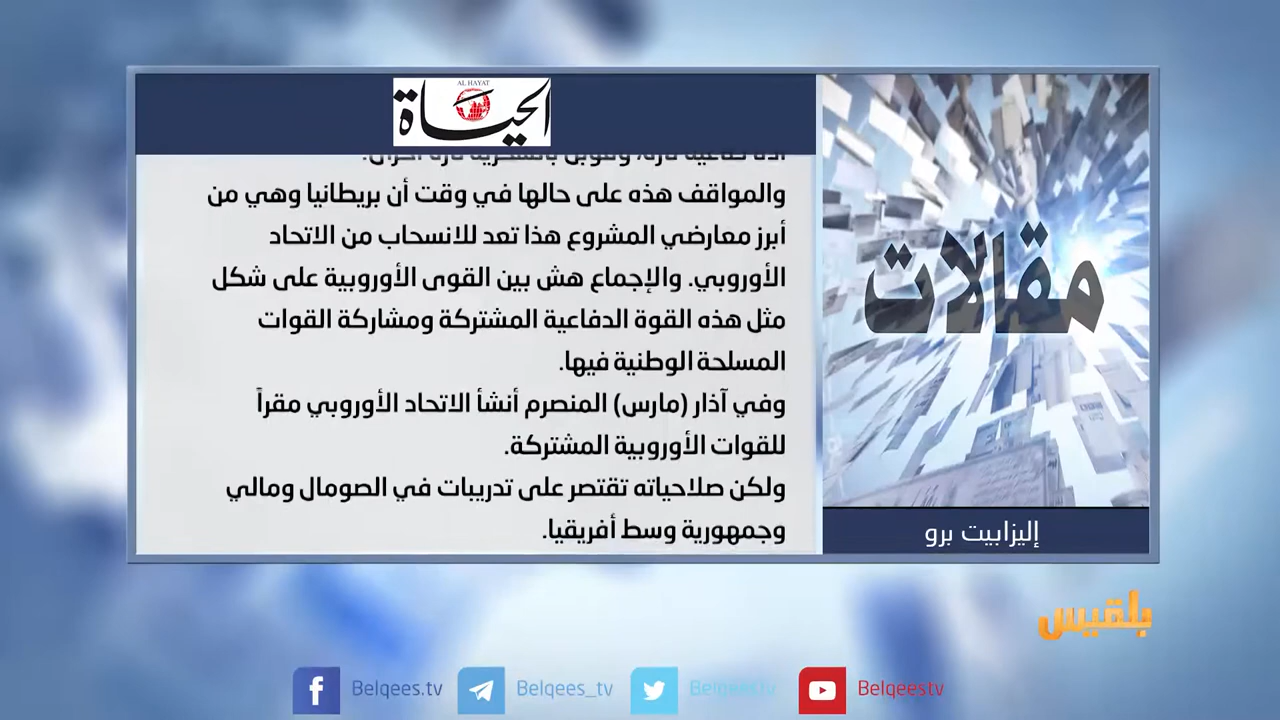 AL HAYAT
الحياة
والمواقف هذه على حالها في وقت أن بريطانيا وهي من
أبرز معارضي المشروع هذا تعد للانسحاب من الاتحاد
الأوروبي. والإجماع هش بين القوى الأوروبية على شكل
مثل هذه القوة الدفاعية المشتركة ومشاركة القوات
المسلحة الوطنية فيها.
وفي آذار (مارس) المنصرم أنشأ الاتحاد الأوروبي مقراً
للقوات الأوروبية المشتركة.
ولكن صلاحياته تقتصر على تدريبات في الصومال ومالي
وجمهورية وسط أفريقيا.
مقالات
إليزابيت برو
بلقيس
Belqees.tv
Belqees_tv
Belqeestv